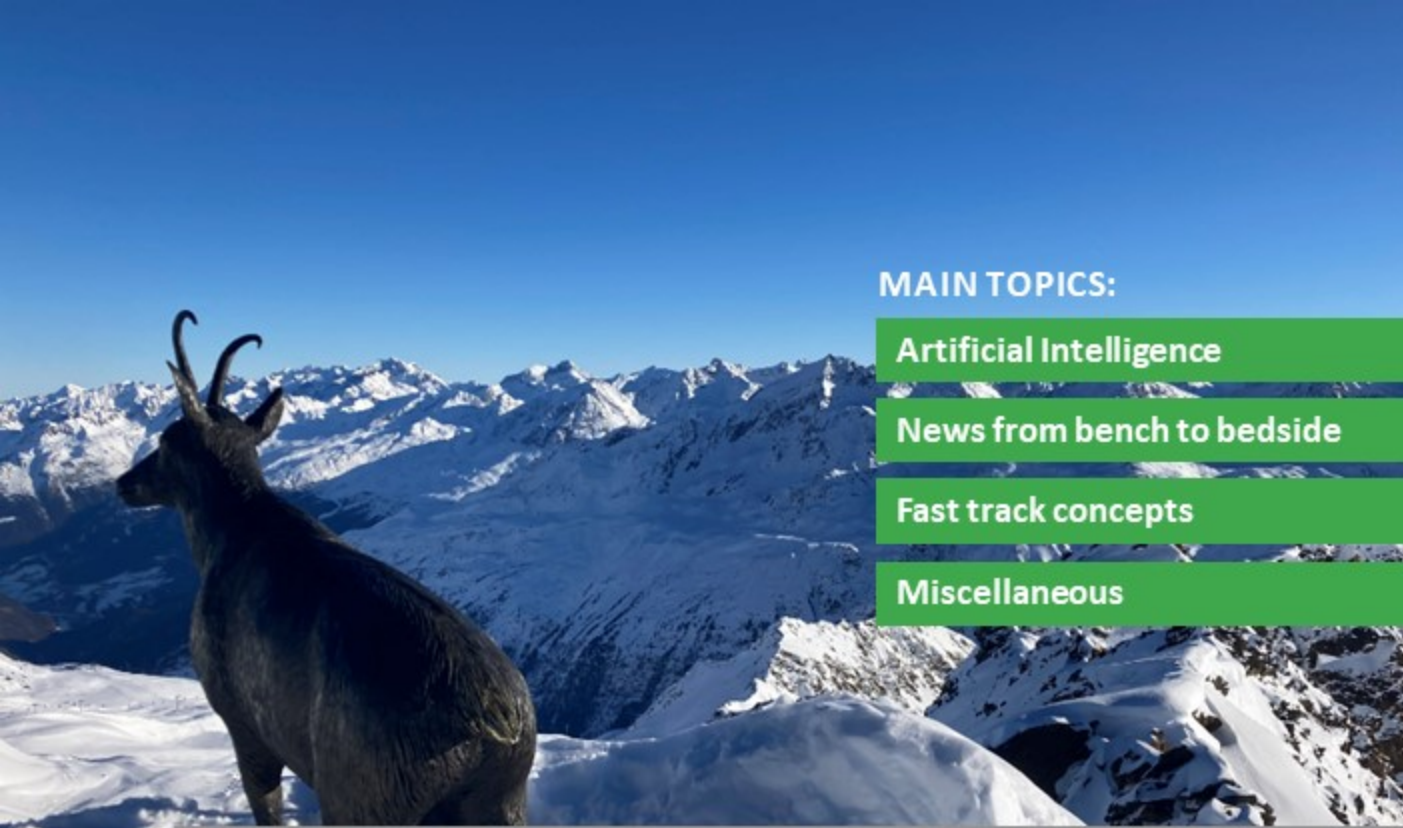 MAIN TOPICS:
Artificial Intelligence
News from bench to bedside
Fast track concepts
Miscellaneous